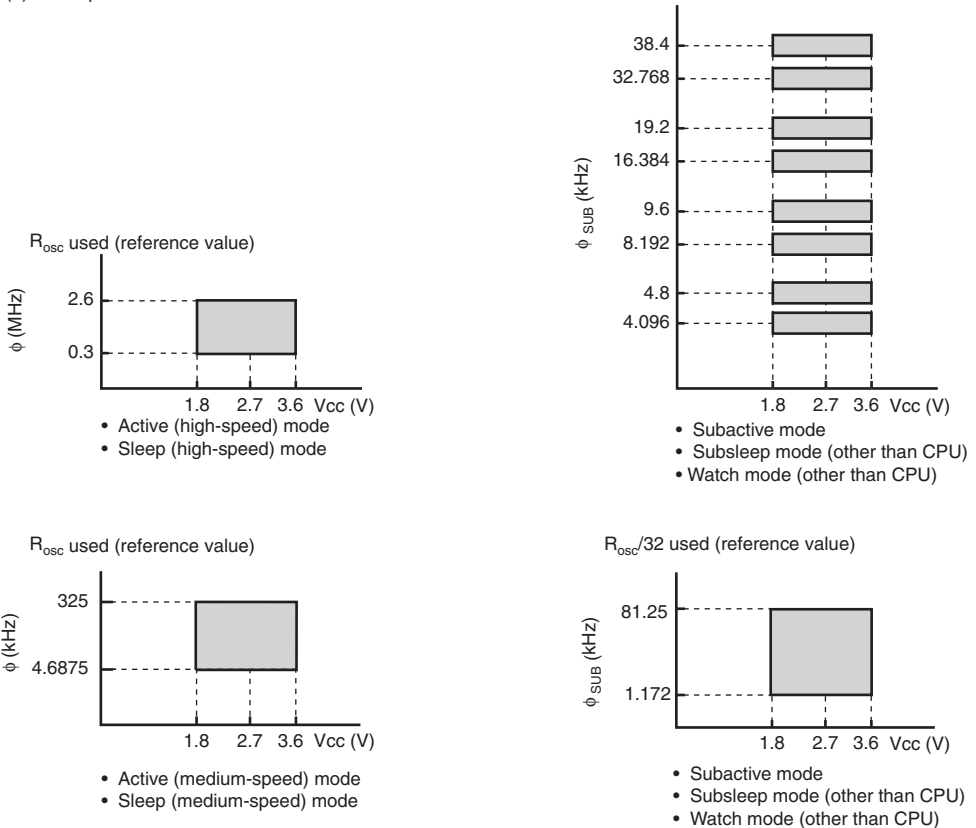 R_osc used (reference value)
ϕ (MHz)
2.6
0.3
1.8 2.7 3.6 Vcc (V)
• Active (high-speed) mode
• Sleep (high-speed) mode
ϕ SUB (kHz)
38.4
32.768
19.2
16.384
9.6
8.192
4.8
4.096
1.8 2.7 3.6 Vcc (V)
• Subactive mode
• Subsleep mode (other than CPU)
• Watch mode (other than CPU)
R_osc used (reference value)
ϕ (kHz)
325
4.6875
1.8 2.7 3.6 Vcc (V)
• Active (medium-speed) mode
• Sleep (medium-speed) mode
R_osc/32 used (reference value)
ϕ SUB (kHz)
81.25
1.172
1.8 2.7 3.6 Vcc (V)
• Subactive mode
• Subsleep mode (other than CPU)
• Watch mode (other than CPU)